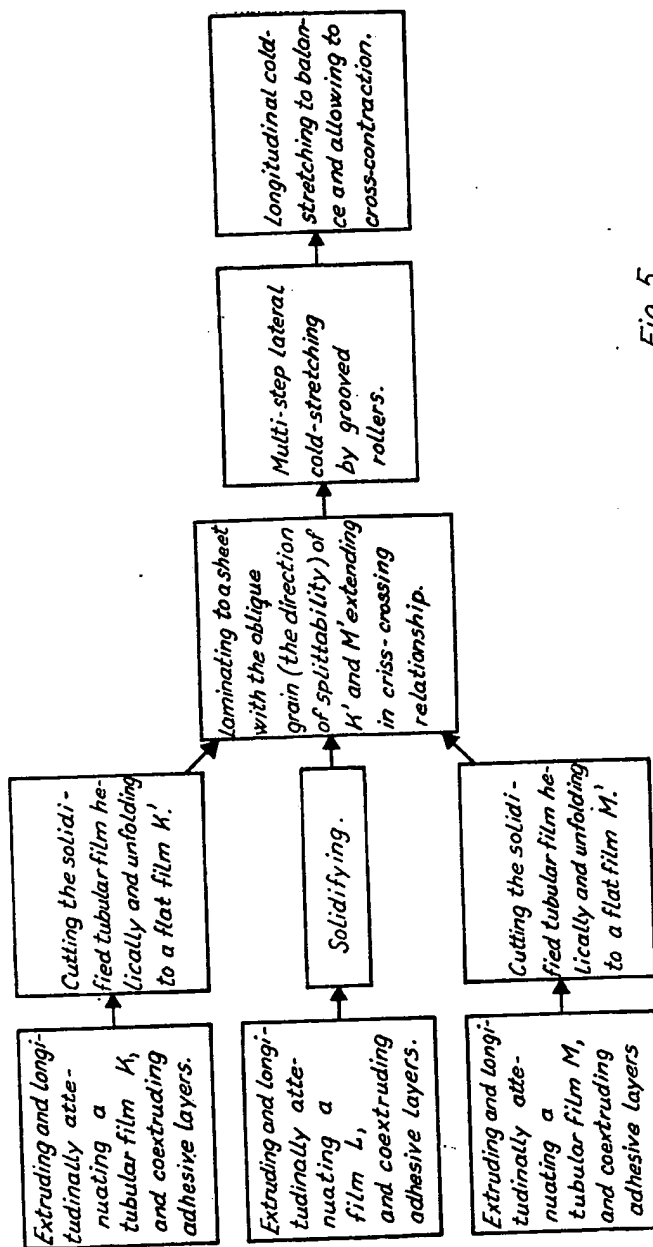 Extruding and longi-
tudinally atte-
nuating a
tubular film K,
and coextruding
adhesive layers.
Cutting the solidi-
fied tubular film he-
lically and unfolding
to a flat film K'.
Extruding and longi-
tudinally atte-
nuating a
film L,
and coextruding
adhesive layers.
Solidifying.
Extruding and longi-
tudinally atte-
nuating a
tubular film M,
and coextruding
adhesive layers
Cutting the solidi-
fied tubular film he-
lically and unfolding
to a flat film M'.
Laminating to a sheet
with the oblique
grain (the direction
of splittability) of
K' and M' extending
in criss-crossing
relationship.
Multi-step lateral
cold-stretching
by grooved
rollers.
Longitudinal cold-
stretching to balan-
ce and allowing to
cross-contraction.
Fig. 5